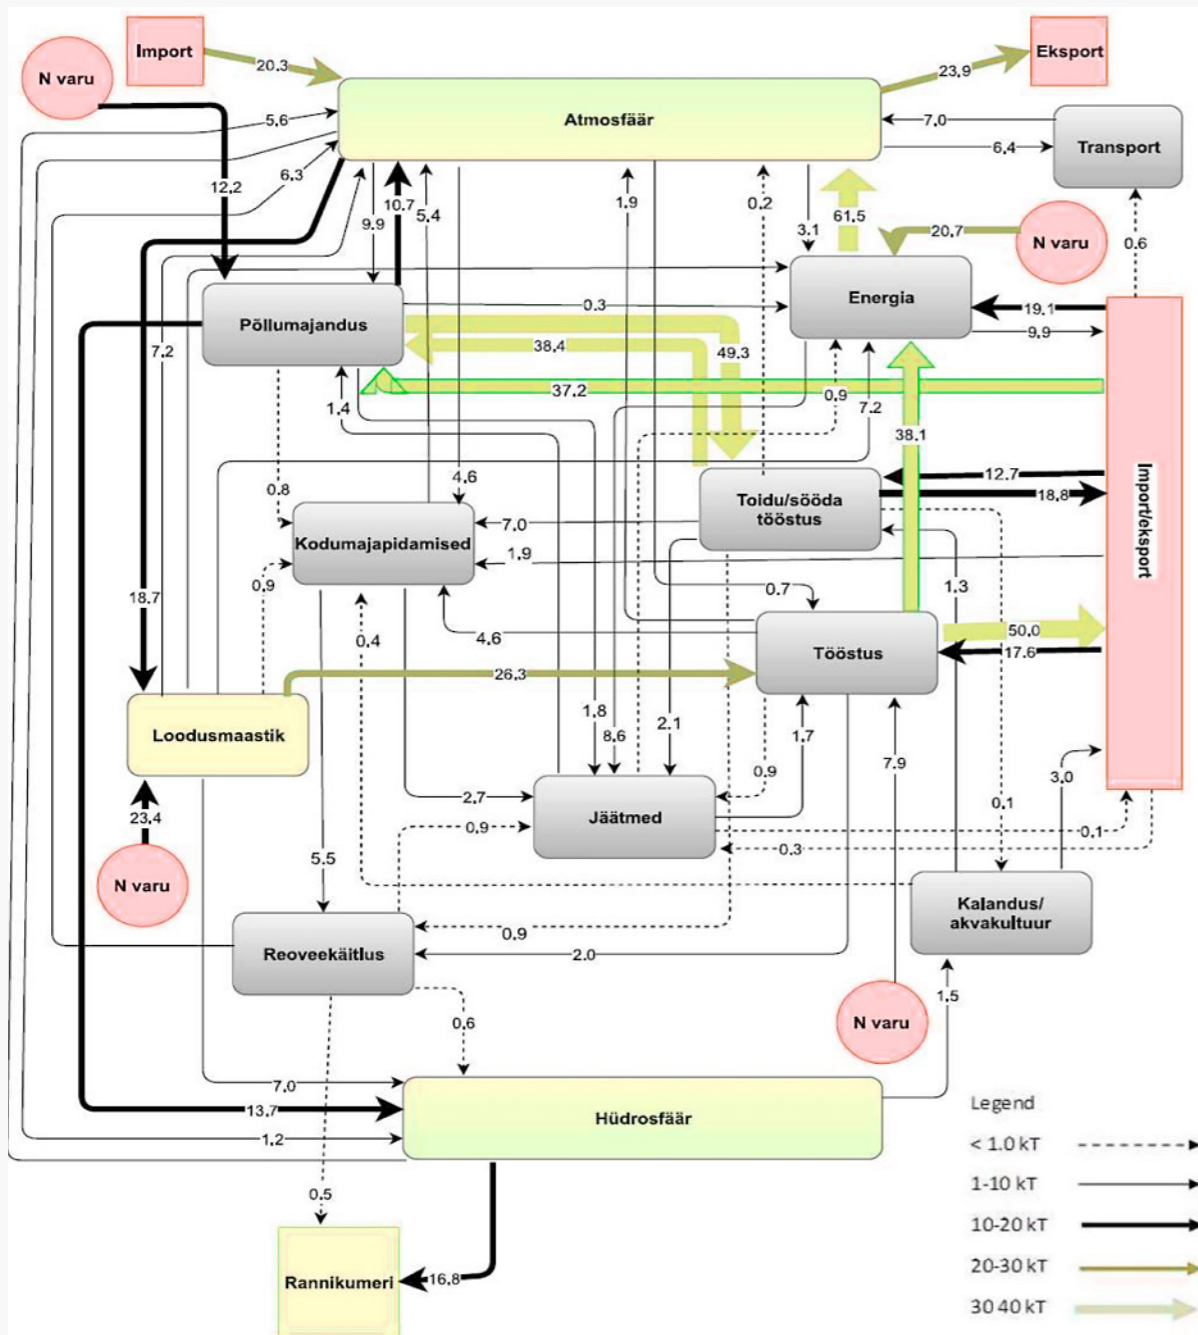 Import
Eksport
N varu
20.3
23.9
Atmosfäär
5.6
7.0
Transport
6.4
6.3
12.2
9.9
10.7
5.4
1.9
0.2
61.5
3.1
20.7
N varu
0.6
Põllumajandus
0.3
Energia
19.1
9.9
7.2
38.4
49.3
37.2
1.4
0.9
7.2
38.1
0.8
4.6
12.7
Toidu/sööda
tööstus
18.8
Import/eksport
Kodumajapidamised
7.0
1.9
0.9
18.7
0.4
4.6
0.7
1.3
Tööstus
50.0
17.6
26.3
Loodusmaastik
1.8
8.6
2.1
1.7
0.9
7.9
3.0
23.4
2.7
Jäätmed
0.9
0.1
0.1
0.3
N varu
5.5
Kalandus/
akvakultuur
0.9
2.0
Reoveekäitlus
0.6
N varu
1.5
7.0
13.7
Hüdrosfäär
1.2
0.5
Rannikumeri
16.8
Legend
< 1.0 kT
1-10 kT
10-20 kT
20-30 kT
30 40 kT